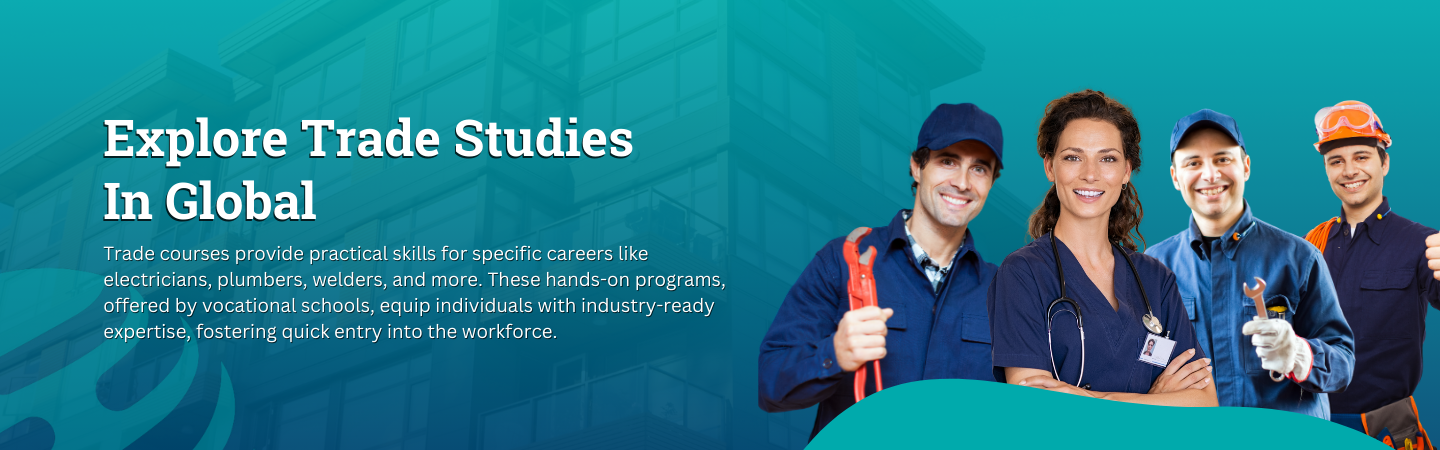 Explore Trade Studies
In Global
Trade courses provide practical skills for specific careers like
electricians, plumbers, welders, and more. These hands-on programs,
offered by vocational schools, equip individuals with industry-ready
expertise, fostering quick entry into the workforce.